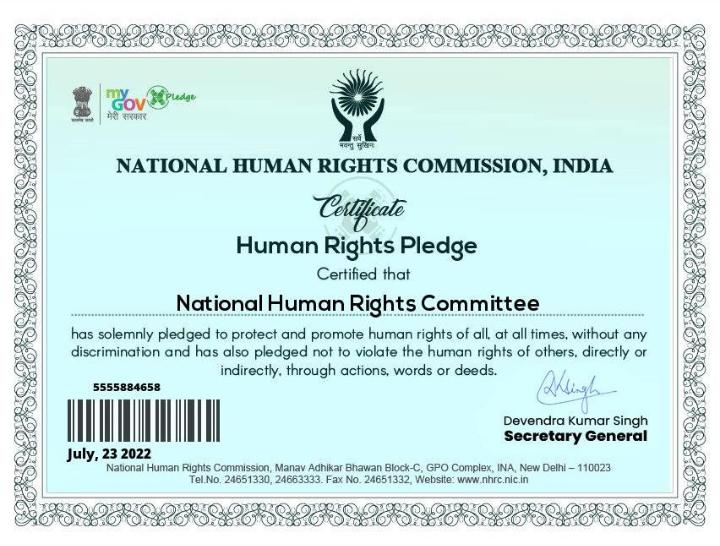 my
GOV Pledge
मेरी सरकार
सत्यमेव जयते
सर्वे
भवन्तु सुखिनः
NATIONAL HUMAN RIGHTS COMMISSION, INDIA
Certificate
Human Rights Pledge
Certified that
National Human Rights Committee
has solemnly pledged to protect and promote human rights of all, at all times, without any
discrimination and has also pledged not to violate the human rights of others, directly or
indirectly, through actions, words or deeds.
5555884658
RKSingh
Devendra Kumar Singh
Secretary General
July, 23 2022
National Human Rights Commission, Manav Adhikar Bhawan Block-C, GPO Complex, INA, New Delhi – 110023
Tel.No. 24651330, 24663333. Fax No. 24651332, Website: www.nhrc.nic.in